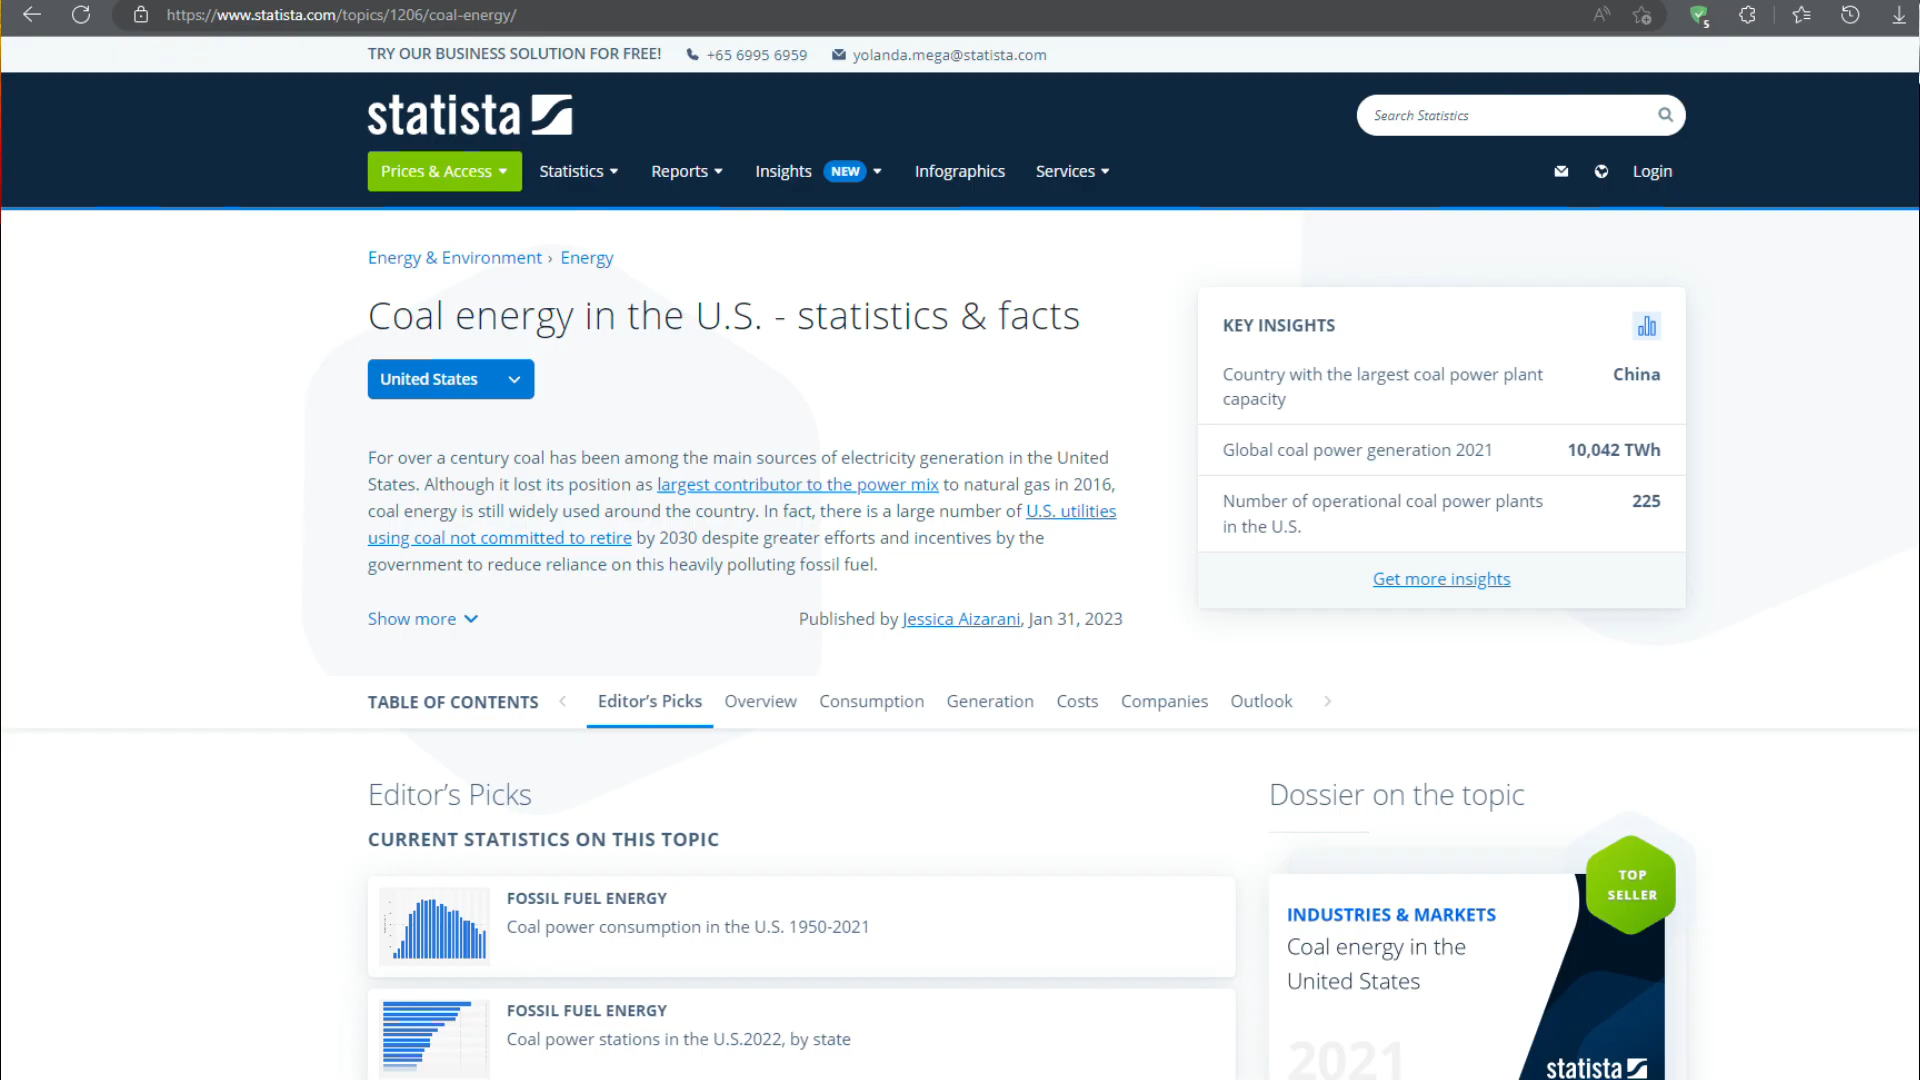 https://www.statista.com/topics/1206/coal-energy/
5
TRY OUR BUSINESS SOLUTION FOR FREE! +65 6995 6959 yolanda.mega@statista.com
statista
Search Statistics
Prices & Access Statistics Reports Insights NEW Infographics Services Login
Energy & Environment › Energy
Coal energy in the U.S. - statistics & facts
United States
For over a century coal has been among the main sources of electricity generation in the United
States. Although it lost its position as largest contributor to the power mix to natural gas in 2016,
coal energy is still widely used around the country. In fact, there is a large number of U.S. utilities
using coal not committed to retire by 2030 despite greater efforts and incentives by the
government to reduce reliance on this heavily polluting fossil fuel.
Show more Published by Jessica Aizarani, Jan 31, 2023
KEY INSIGHTS
Country with the largest coal power plant China
capacity
Global coal power generation 2021 10,042 TWh
Number of operational coal power plants 225
in the U.S.
Get more insights
TABLE OF CONTENTS Editor's Picks Overview Consumption Generation Costs Companies Outlook
Editor's Picks
CURRENT STATISTICS ON THIS TOPIC
FOSSIL FUEL ENERGY
Coal power consumption in the U.S. 1950-2021
FOSSIL FUEL ENERGY
Coal power stations in the U.S.2022, by state
Dossier on the topic
TOP
SELLER
INDUSTRIES & MARKETS
Coal energy in the
United States
2021
statista